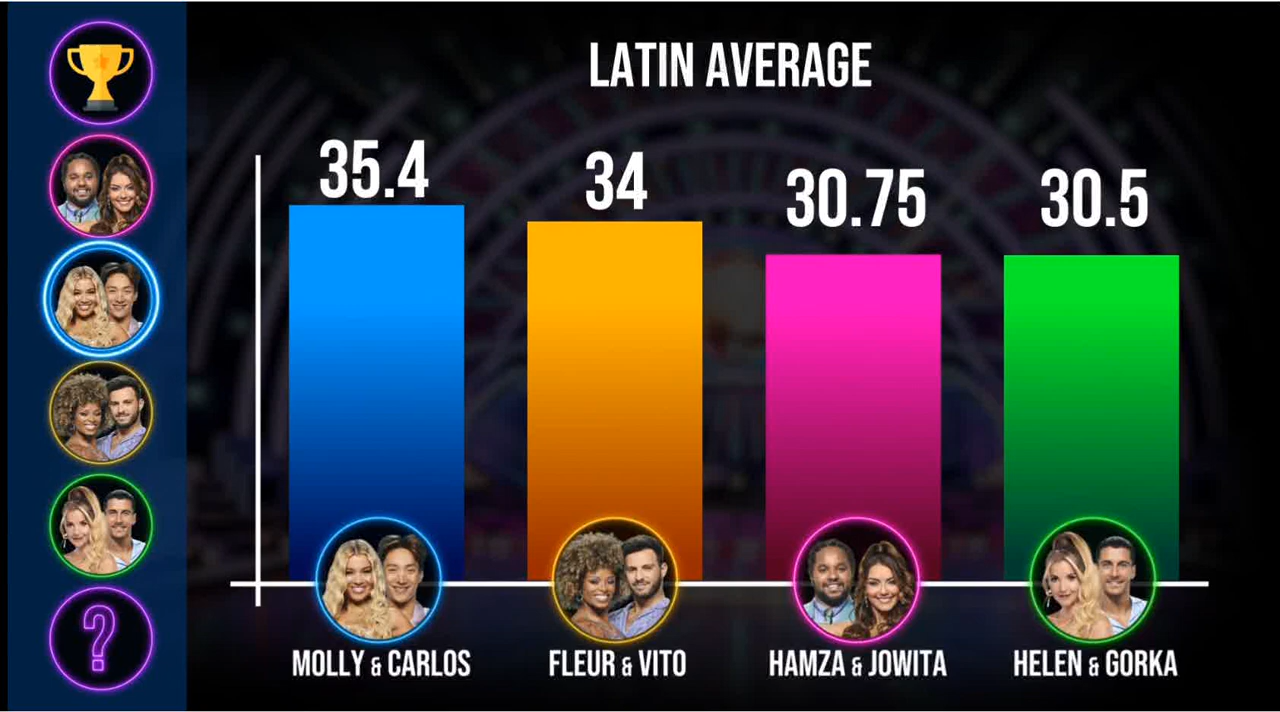 LATIN AVERAGE
35.4
34
30.75
30.5
?
MOLLY & CARLOS
FLEUR & VITO
HAMZA & JOWITA
HELEN & GORKA